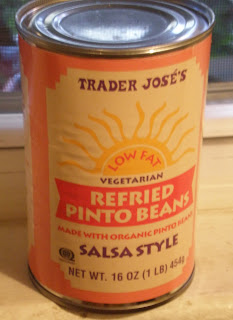 TRADER JOSÉ'S
LOW FAT
VEGETARIAN
REFRIED
PINTO BEANS
MADE WITH ORGANIC PINTO BEANS
SALSA STYLE
NET WT. 16 OZ (1 LB) 454g